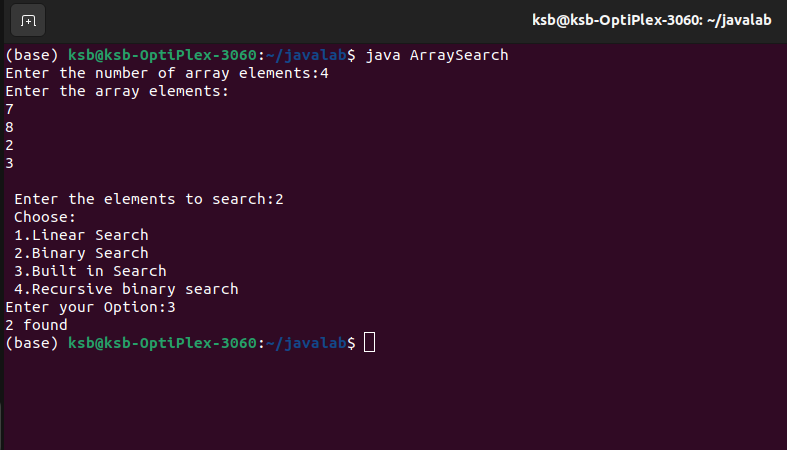 ksb@ksb-OptiPlex-3060: ~/javalab
(base) ksb@ksb-OptiPlex-3060:~/javalab$ java ArraySearch
Enter the number of array elements:4
Enter the array elements:
7
8
2
3
Enter the elements to search:2
Choose:
1.Linear Search
2.Binary Search
3.Built in Search
4.Recursive binary search
Enter your Option:3
2 found
(base) ksb@ksb-OptiPlex-3060:~/javalab$